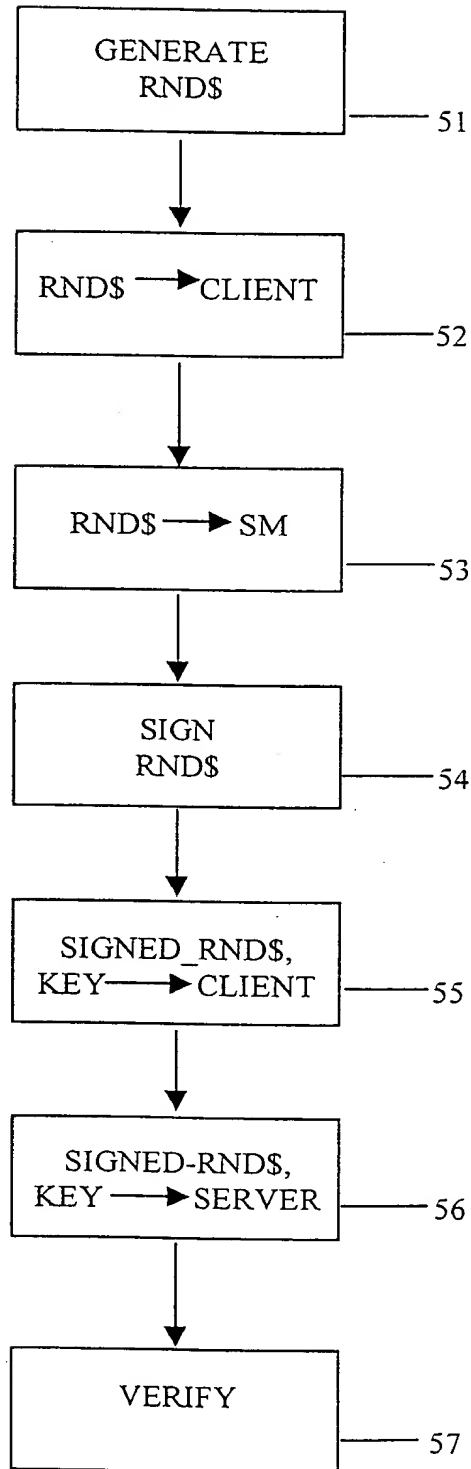 GENERATE
RND$
51
RND$ → CLIENT
52
RND$ → SM
53
SIGN
RND$
54
SIGNED_RND$,
KEY → CLIENT
55
SIGNED-RND$,
KEY → SERVER
56
VERIFY
57